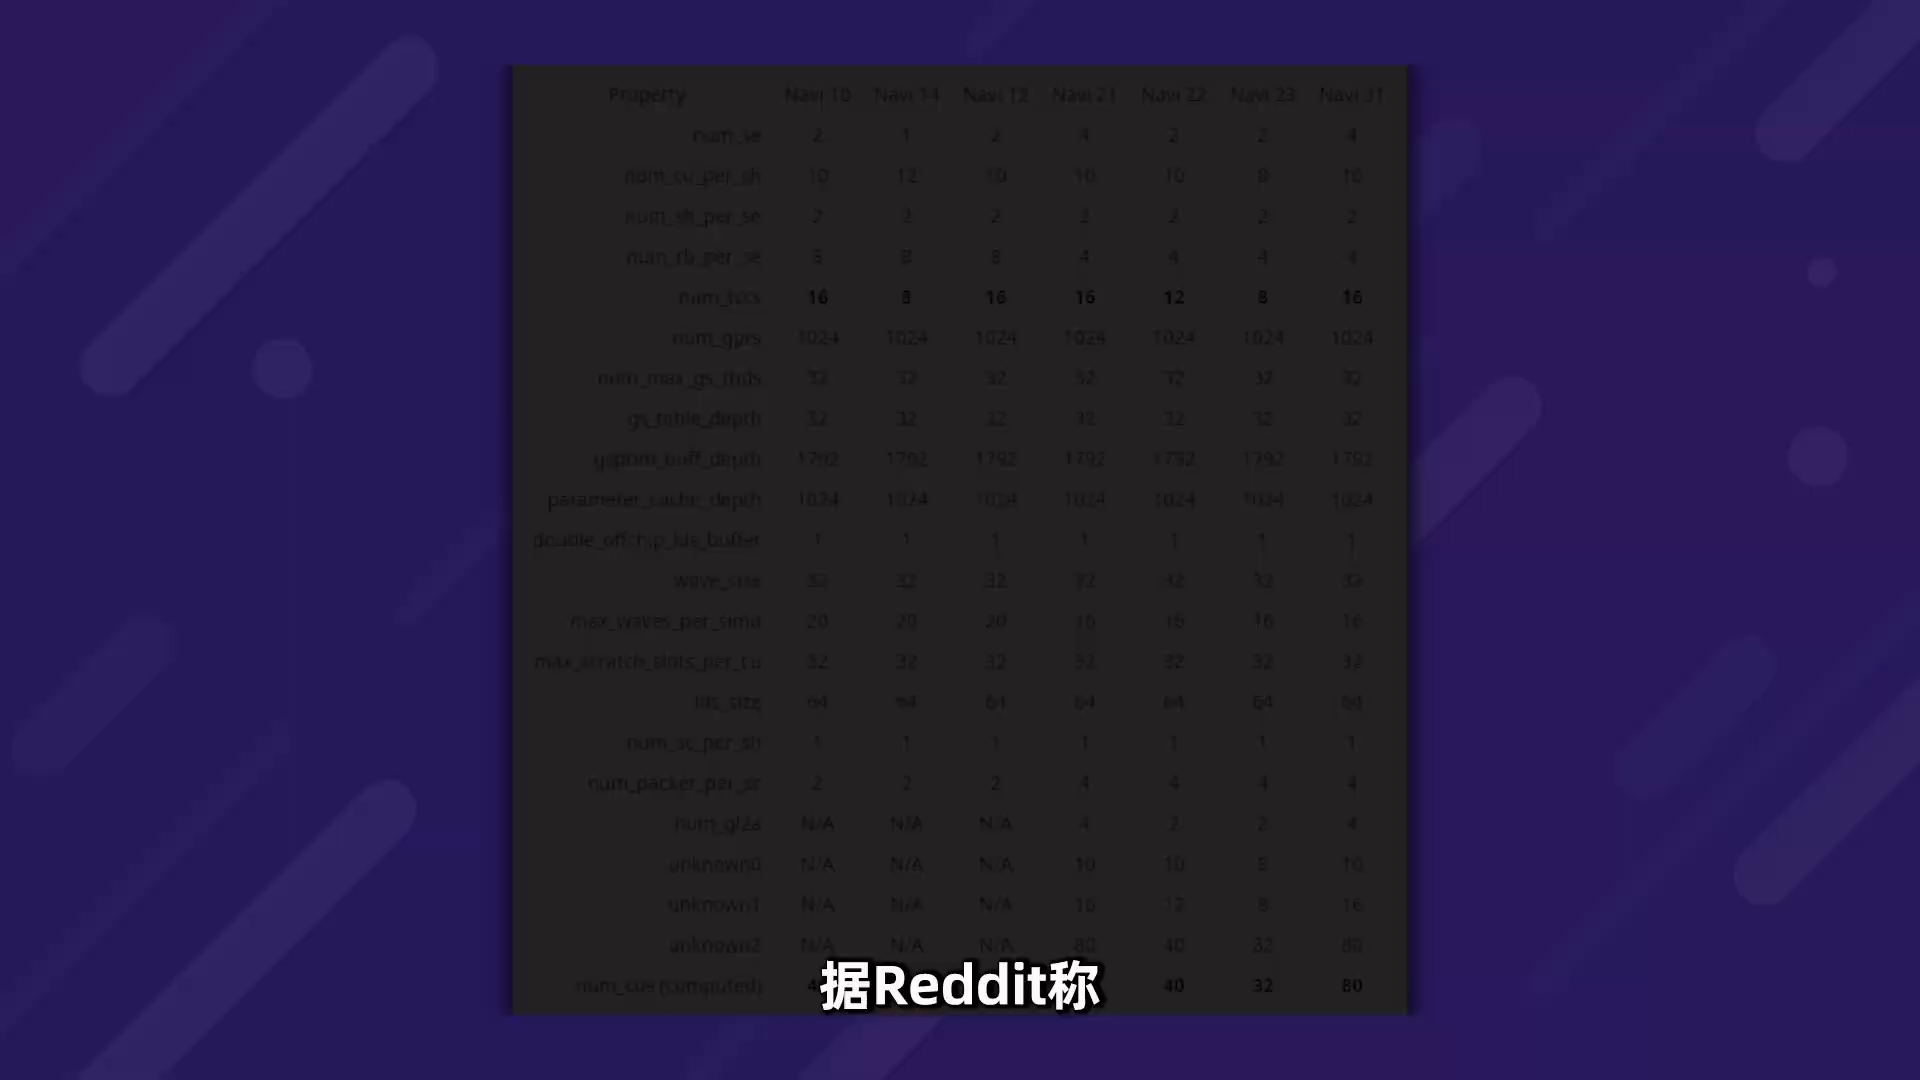 Property Navi 10 Navi 14 Navi 12 Navi 21 Navi 22 Navi 23 Navi 31
num_se 2 1 2 4 2 2 4
num_cu_per_sh 10 12 10 10 10 8 10
num_sh_per_se 2 2 2 2 2 2 2
num_rb_per_se 8 8 8 4 4 4 4
num_tccs 16 8 16 16 12 8 16
num_gprs 1024 1024 1024 1024 1024 1024 1024
num_max_gs_thds 32 32 32 32 32 32 32
gs_table_depth 32 32 32 32 32 32 32
gsprim_buff_depth 1792 1792 1792 1792 1792 1792 1792
parameter_cache_depth 1024 1024 1024 1024 1024 1024 1024
double_offchip_lds_buffer 1 1 1 1 1 1 1
wave_size 32 32 32 32 32 32 32
max_waves_per_simd 20 20 20 16 16 16 16
max_scratch_slots_per_cu 32 32 32 32 32 32 32
lds_size 64 64 64 64 64 64 64
num_sc_per_sh 1 1 1 1 1 1 1
num_packer_per_sc 2 2 2 4 4 4 4
num_gl2a N/A N/A N/A 4 2 2 4
unknown0 N/A N/A N/A 10 10 8 10
unknown1 N/A N/A N/A 16 12 8 16
unknown2 N/A N/A N/A 80 40 32 80
num_cus (computed) 40 32 80
据Reddit称